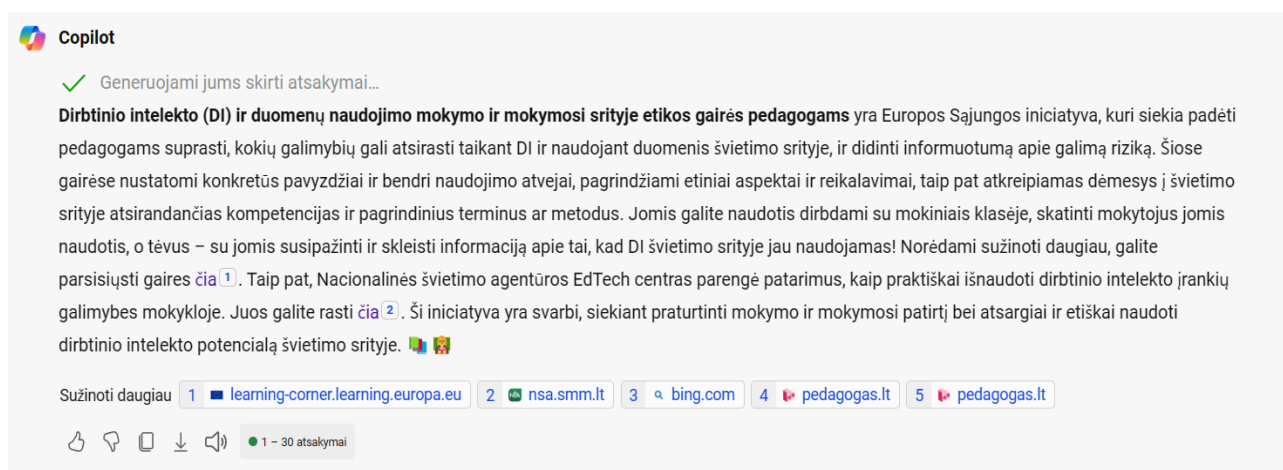 Copilot
Generuojami jums skirti atsakymai...
Dirbtinio intelekto (DI) ir duomenų naudojimo mokymo ir mokymosi srityje etikos gairės pedagogams yra Europos Sąjungos iniciatyva, kuri siekia padėti
pedagogams suprasti, kokių galimybių gali atsirasti taikant DI ir naudojant duomenis švietimo srityje, ir didinti informuotumą apie galimą riziką. Šiose
gairėse nustatomi konkretūs pavyzdžiai ir bendri naudojimo atvejai, pagrindžiami etiniai aspektai ir reikalavimai, taip pat atkreipiamas dėmesys į švietimo
srityje atsirandančias kompetencijas ir pagrindinius terminus ar metodus. Jomis galite naudotis dirbdami su mokiniais klasėje, skatinti mokytojus jomis
naudotis, o tėvus – su jomis susipažinti ir skleisti informaciją apie tai, kad DI švietimo srityje jau naudojamas! Norėdami sužinoti daugiau, galite
parsisiųsti gaires čia 1 . Taip pat, Nacionalinės švietimo agentūros EdTech centras parengė patarimus, kaip praktiškai išnaudoti dirbtinio intelekto įrankių
galimybes mokykloje. Juos galite rasti čia 2 . Ši iniciatyva yra svarbi, siekiant praturtinti mokymo ir mokymosi patirtį bei atsargiai ir etiškai naudoti
dirbtinio intelekto potencialą švietimo srityje.
Sužinoti daugiau 1 learning-corner.learning.europa.eu 2 nsa.smm.lt 3 bing.com 4 pedagogas.lt 5 pedagogas.lt
1 – 30 atsakymai